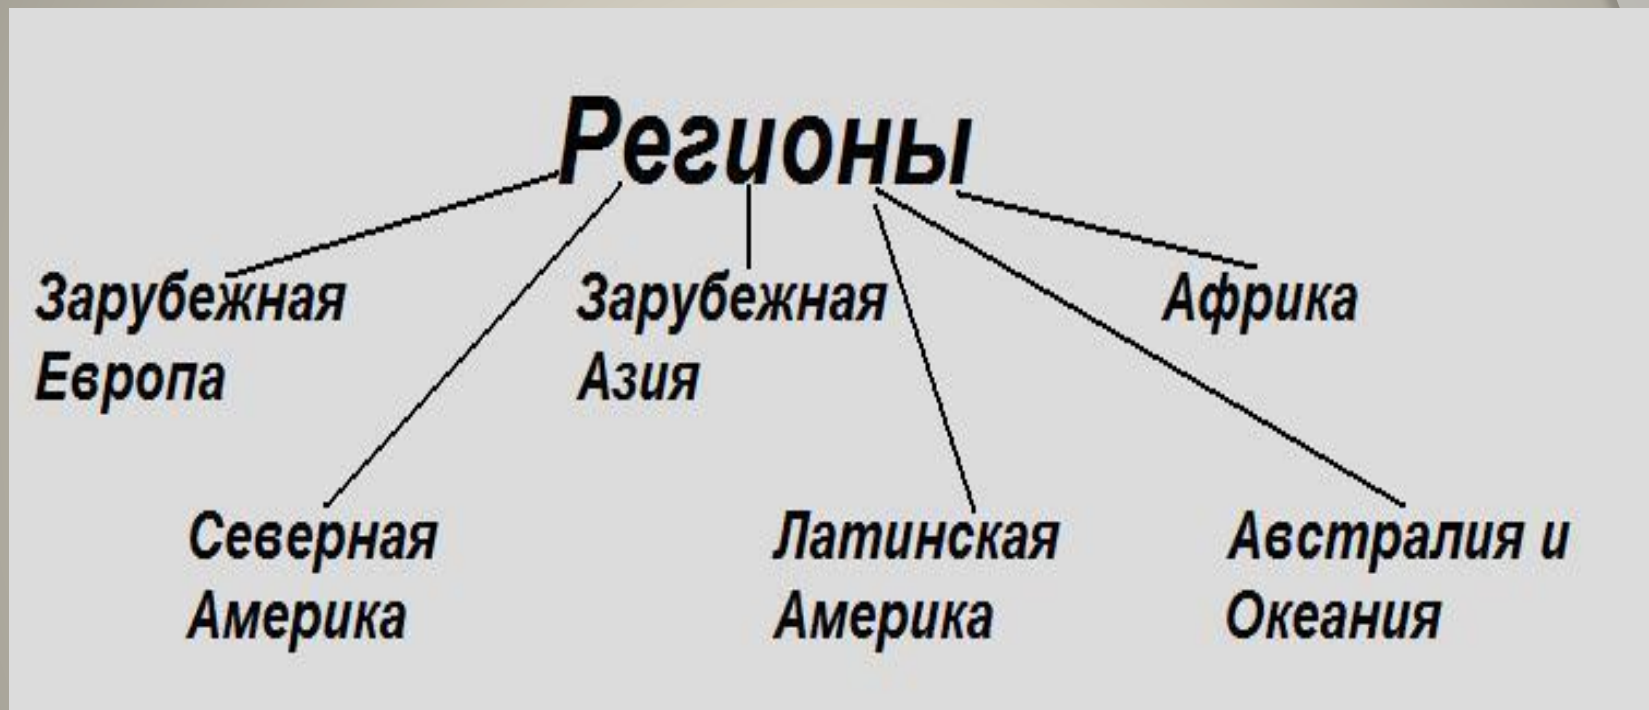 Регионы
Зарубежная
Европа
Зарубежная
Азия
Африка
Северная
Америка
Латинская
Америка
Австралия и
Океания